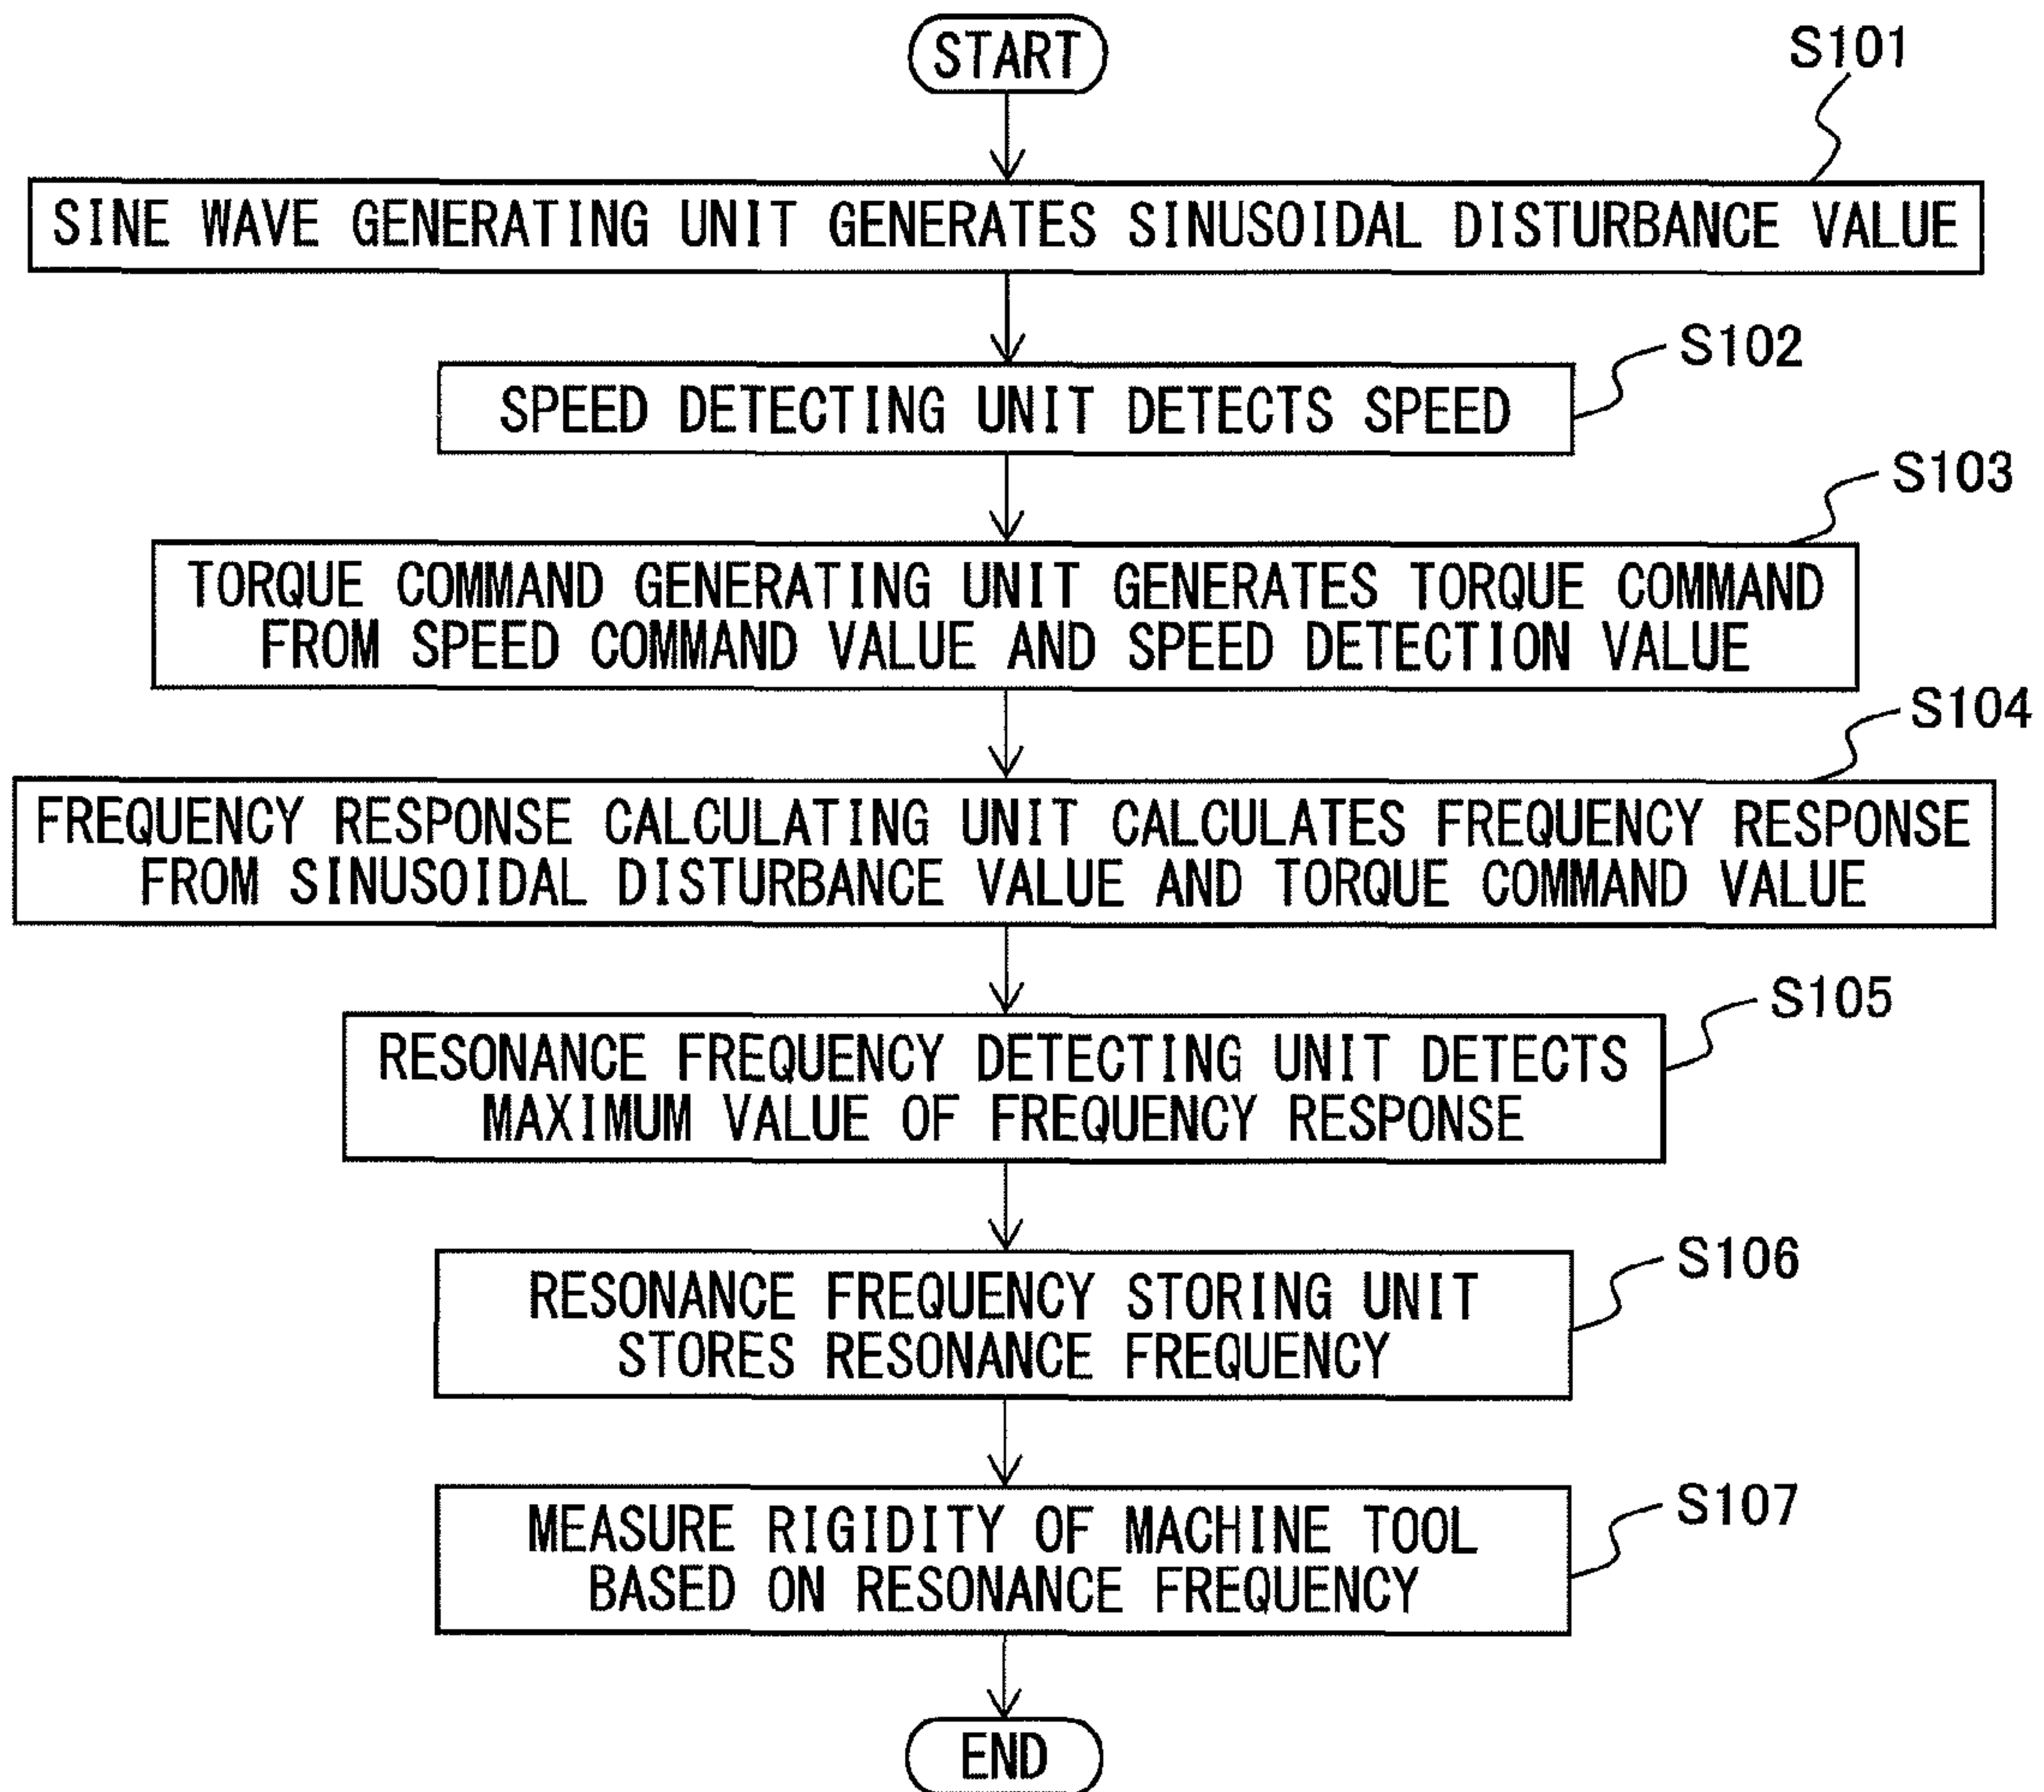 START
S101
SINE WAVE GENERATING UNIT GENERATES SINUSOIDAL DISTURBANCE VALUE
S102
SPEED DETECTING UNIT DETECTS SPEED
S103
TORQUE COMMAND GENERATING UNIT GENERATES TORQUE COMMAND
FROM SPEED COMMAND VALUE AND SPEED DETECTION VALUE
S104
FREQUENCY RESPONSE CALCULATING UNIT CALCULATES FREQUENCY RESPONSE
FROM SINUSOIDAL DISTURBANCE VALUE AND TORQUE COMMAND VALUE
S105
RESONANCE FREQUENCY DETECTING UNIT DETECTS
MAXIMUM VALUE OF FREQUENCY RESPONSE
S106
RESONANCE FREQUENCY STORING UNIT
STORES RESONANCE FREQUENCY
S107
MEASURE RIGIDITY OF MACHINE TOOL
BASED ON RESONANCE FREQUENCY
END